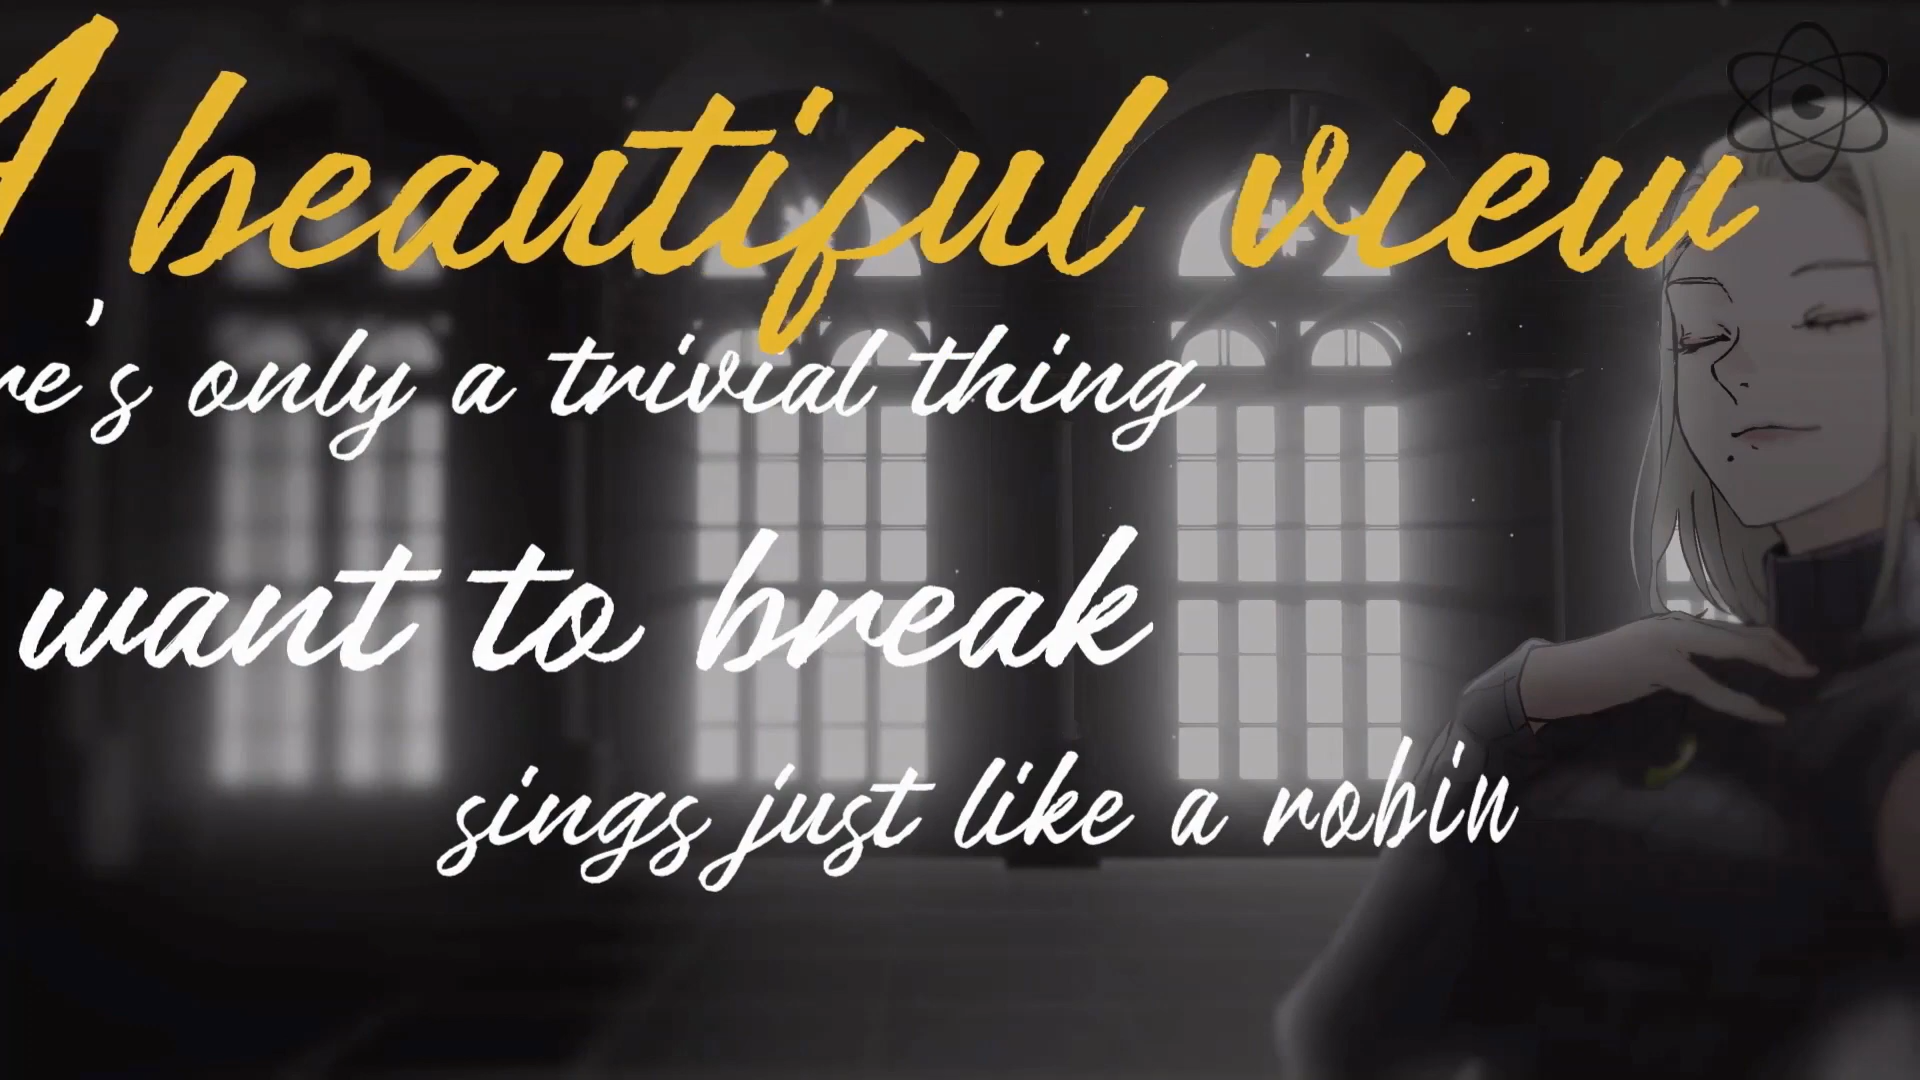 A beautiful view
re's only a trivial thing
want to break
sings just like a robin